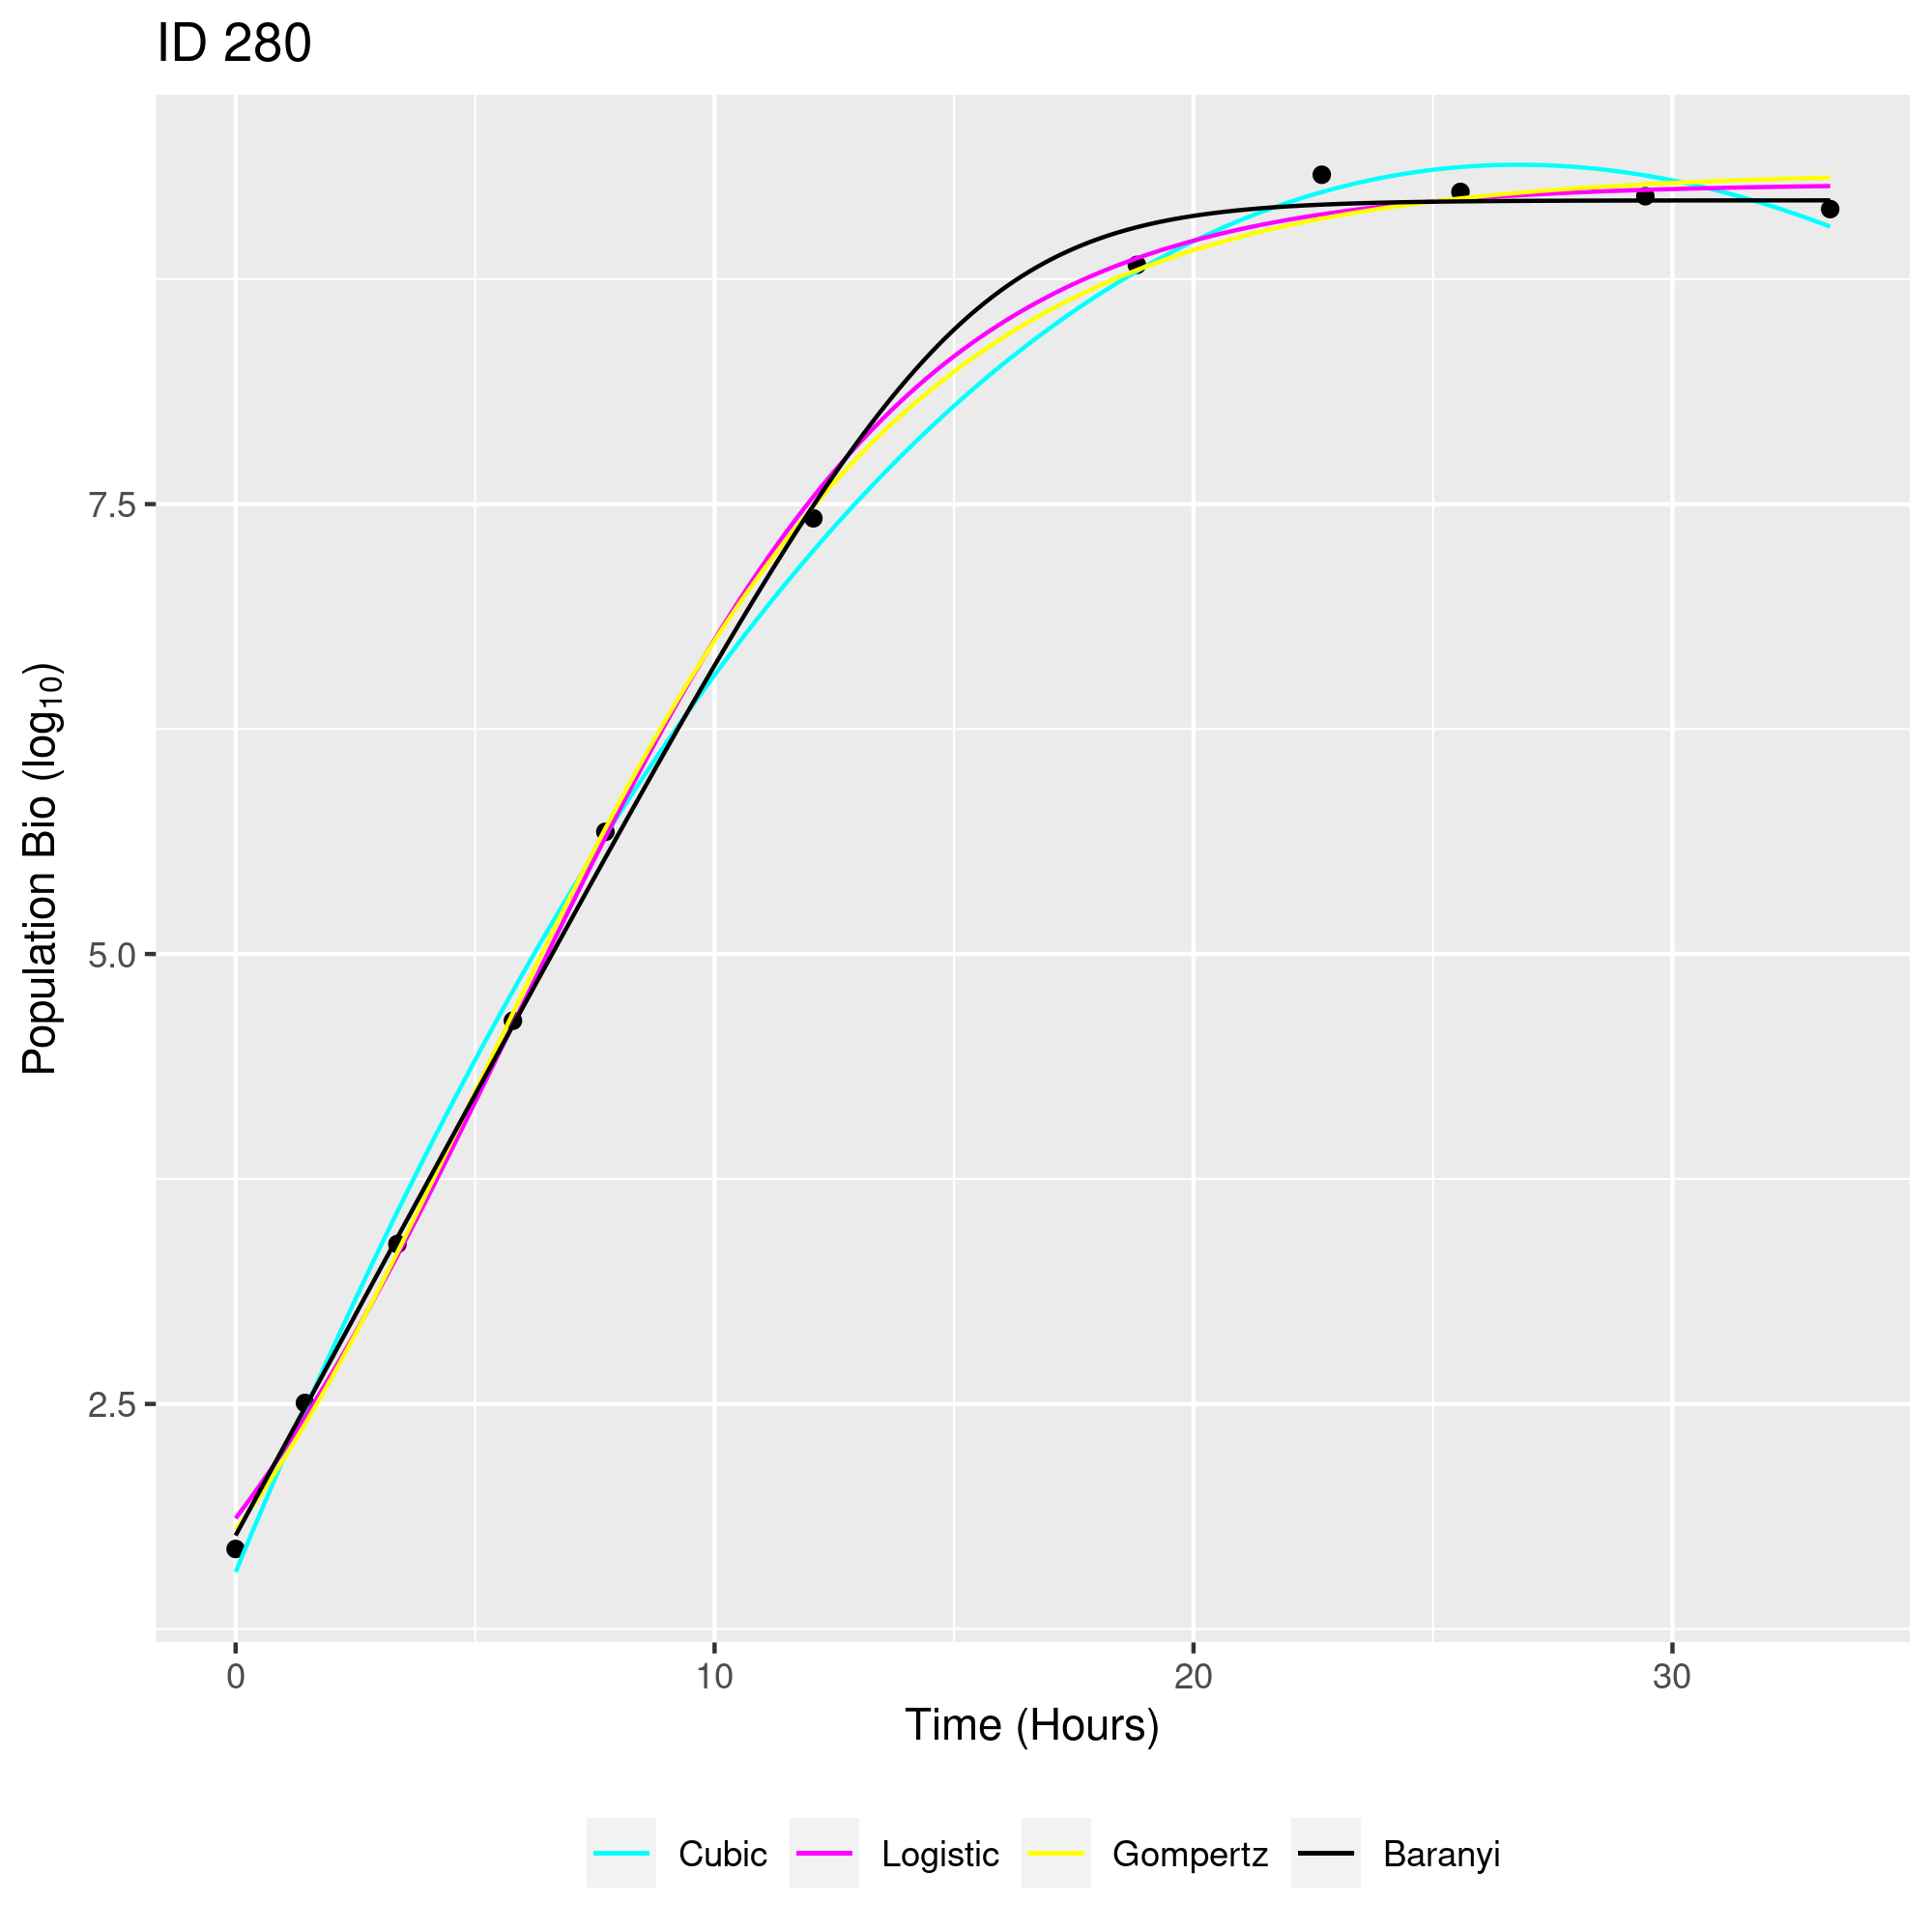 ID 280
Population Bio (log₁₀)
7.5
5.0
2.5
0 10 20 30
Time (Hours)
Cubic Logistic Gompertz Baranyi